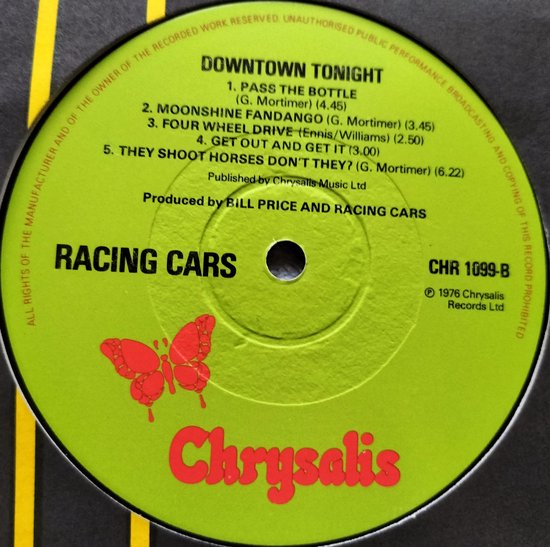 ALL RIGHTS OF THE MANUFACTURER AND OF THE OWNER OF THE RECORDED WORK RESERVED. UNAUTHORISED PUBLIC PERFORMANCE BROADCASTING AND COPYING OF THIS RECORD PROHIBITED
DOWNTOWN TONIGHT
1. PASS THE BOTTLE
(G. Mortimer) (4.45)
2. MOONSHINE FANDANGO (G. Mortimer) (3.45)
3. FOUR WHEEL DRIVE (Ennis/Williams) (2.50)
4. GET OUT AND GET IT (3.00)
5. THEY SHOOT HORSES DON'T THEY? (G. Mortimer) (6.22)
Published by Chrysalis Music Ltd
Produced by BILL PRICE AND RACING CARS
RACING CARS
CHR 1099-B
℗ 1976 Chrysalis
Records Ltd
Chrysalis